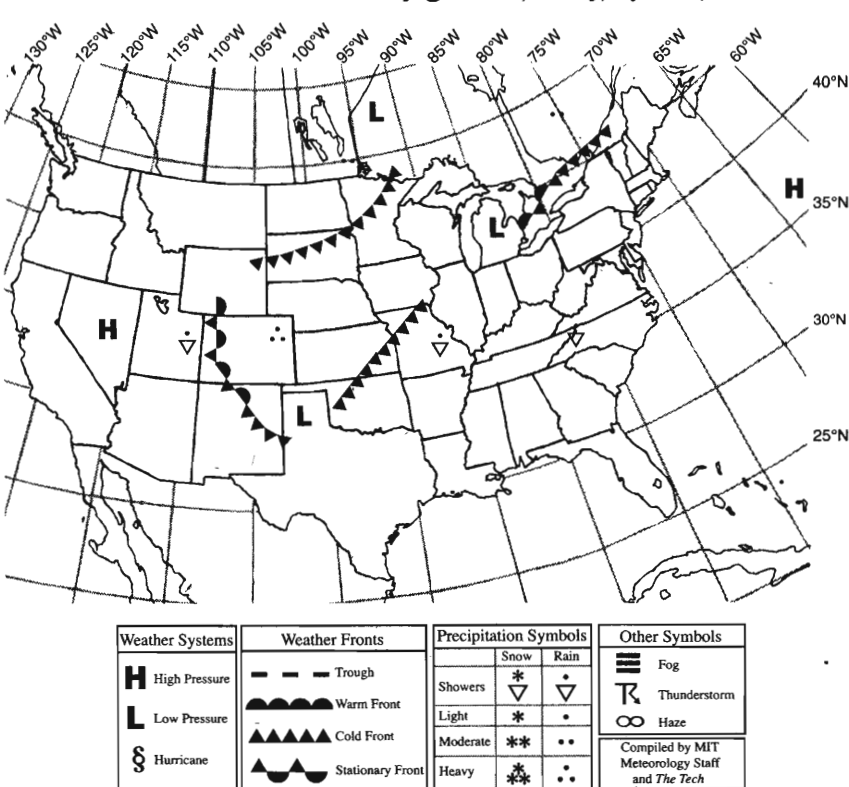 130°W 125°W 120°W 115°W 110°W 105°W 100°W 95°W 90°W 85°W 80°W 75°W 70°W 65°W 60°W
40°N
L
H
35°N
L
H
30°N
L
25°N
Weather Systems
H High Pressure
L Low Pressure
Hurricane
Weather Fronts
Trough
Warm Front
Cold Front
Stationary Front
Precipitation Symbols
Snow Rain
Showers
Light
Moderate
Heavy
Other Symbols
Fog
Thunderstorm
Haze
Compiled by MIT
Meteorology Staff
and The Tech